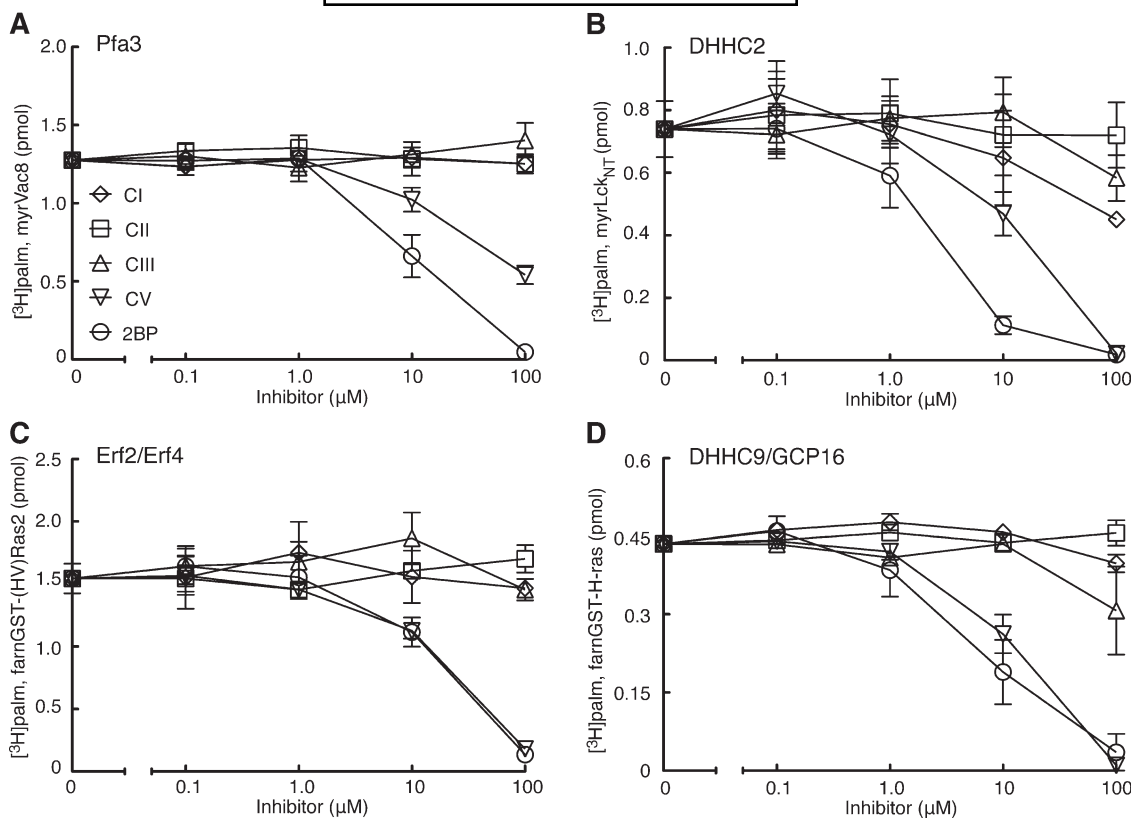 A
Pfa3
2.0
1.5
1.0
0.5
0
[³H]palm, myrVac8 (pmol)
CI
CII
CIII
CV
2BP
0 0.1 1.0 10 100
Inhibitor (µM)
B
DHHC2
1.0
0.8
0.6
0.4
0.2
0
[³H]palm, myrLckNT (pmol)
0 0.1 1.0 10 100
Inhibitor (µM)
C
Erf2/Erf4
2.5
2.0
1.5
1.0
0.5
0
[³H]palm, farnGST-(HV)Ras2 (pmol)
0 0.1 1.0 10 100
Inhibitor (µM)
D
DHHC9/GCP16
0.6
0.45
0.3
0.15
0
[³H]palm, farnGST-H-ras (pmol)
0 0.1 1.0 10 100
Inhibitor (µM)